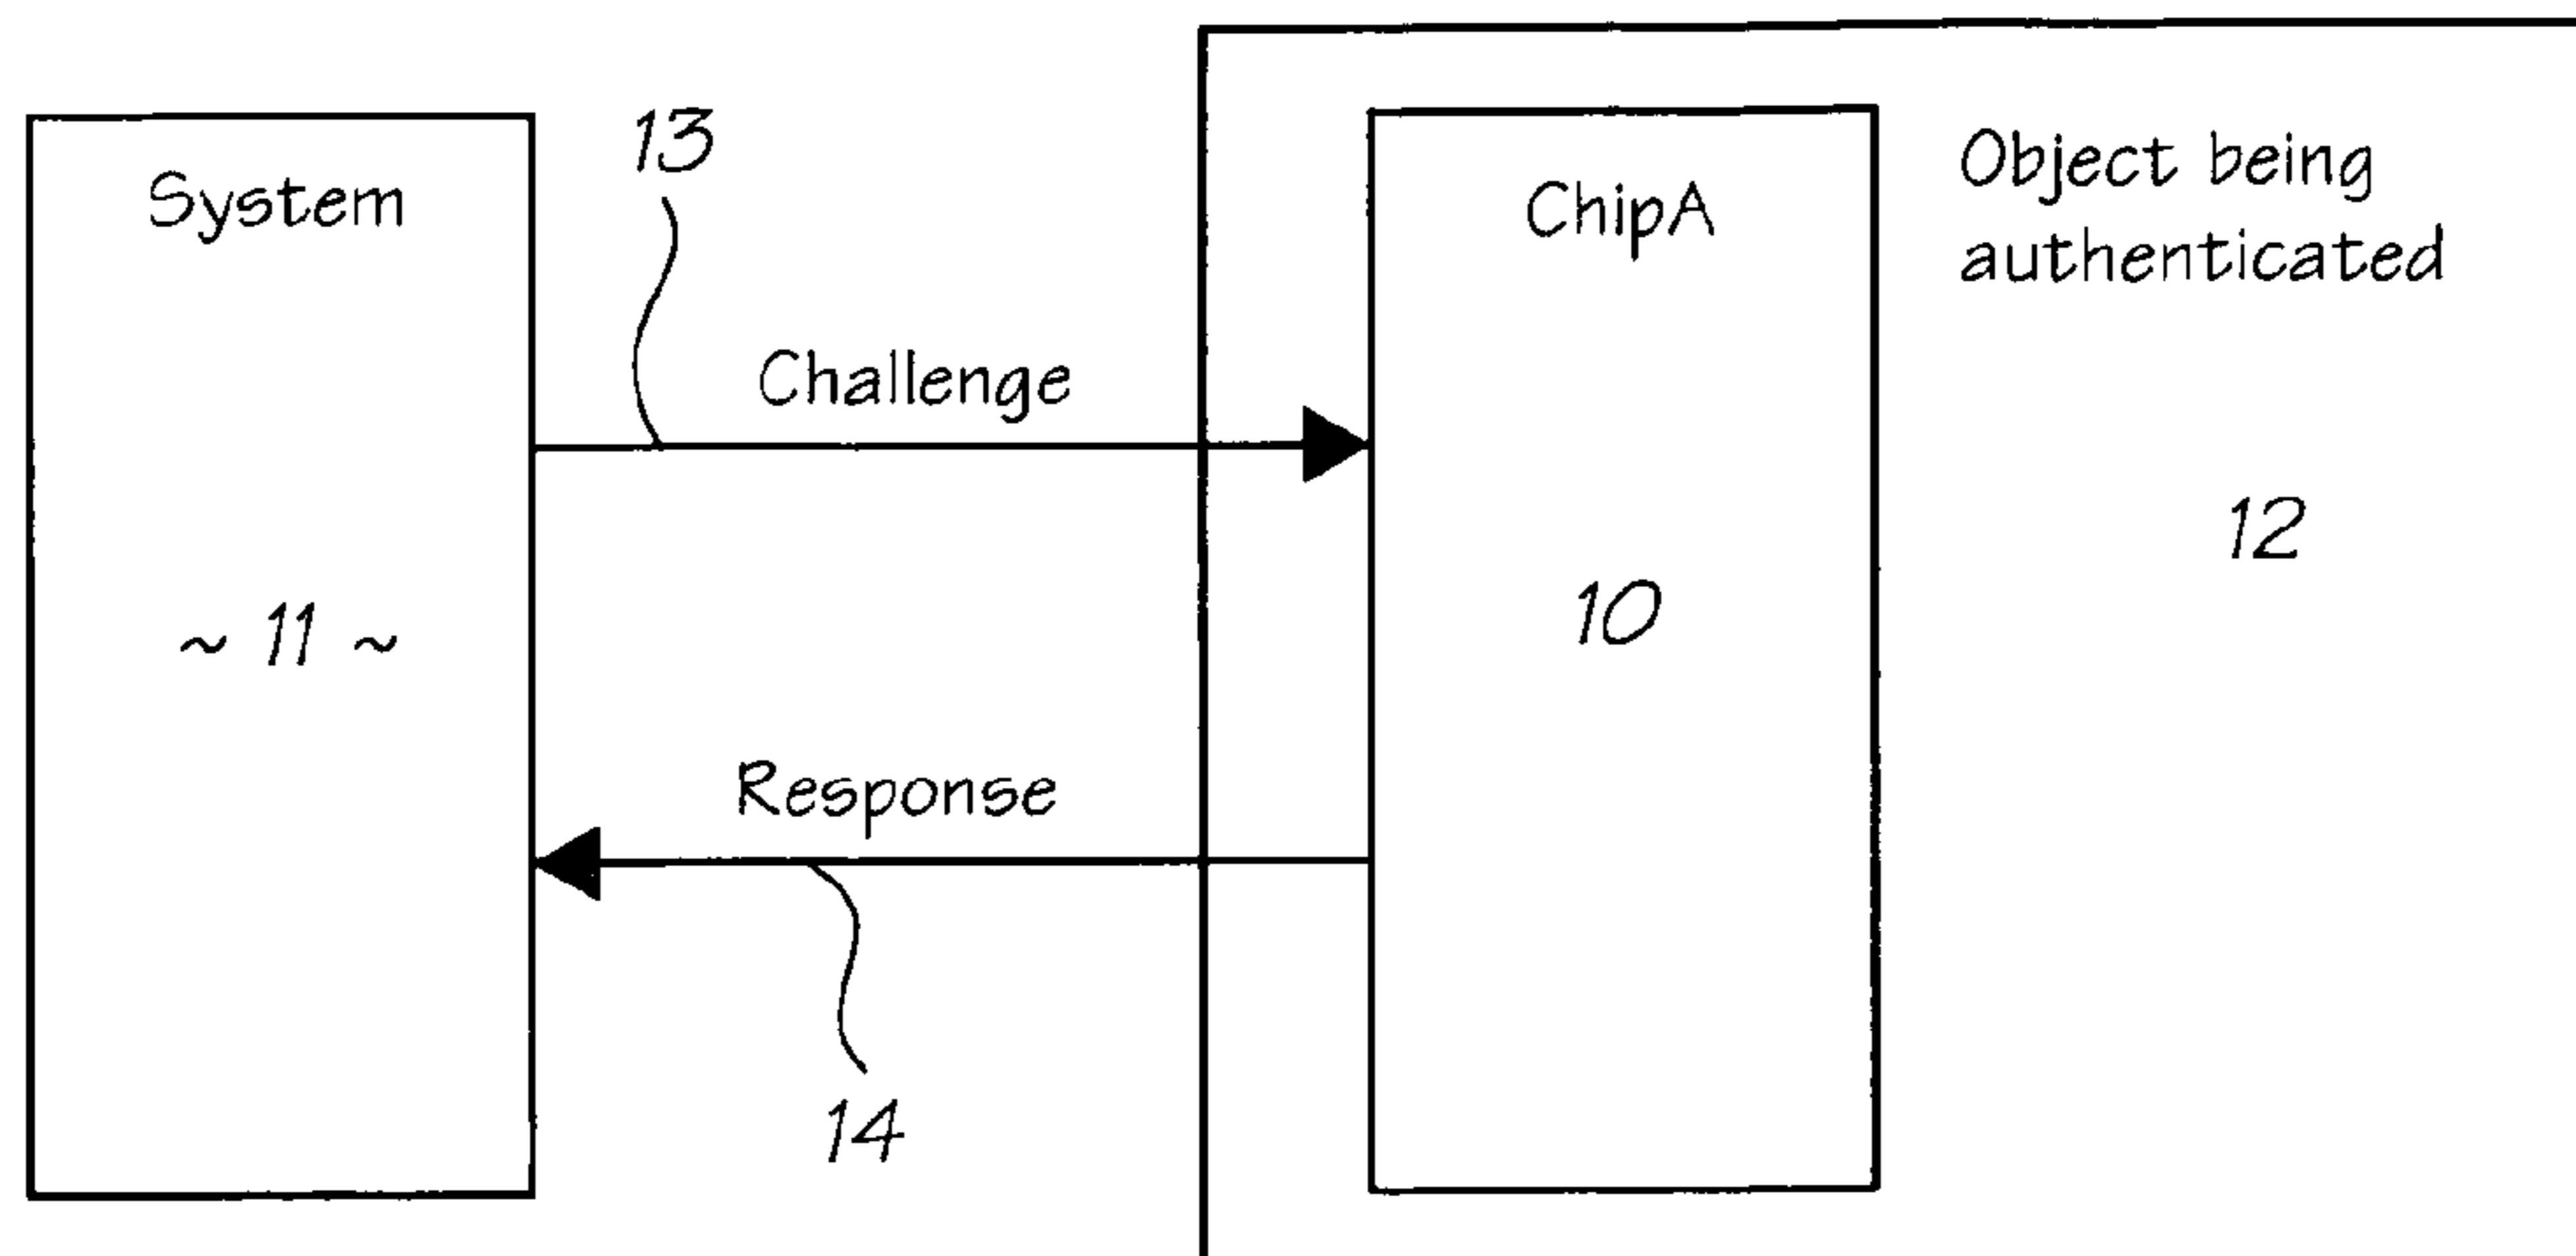 System
~ 11 ~
13
Challenge
Response
14
ChipA
10
Object being
authenticated
12